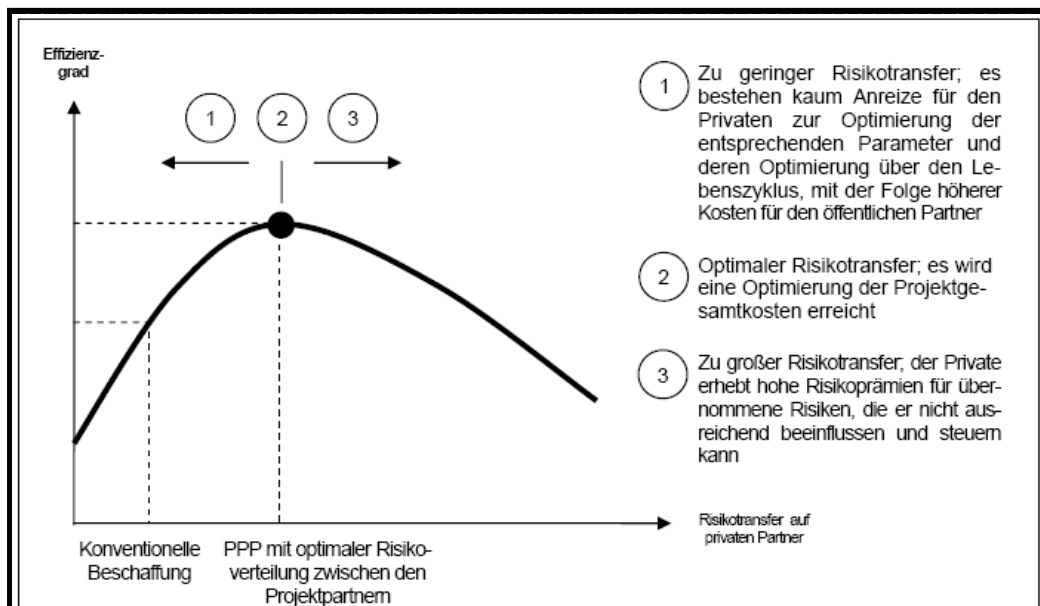 Effizienz-
grad
1
2
3
1
Zu geringer Risikotransfer; es
bestehen kaum Anreize für den
Privaten zur Optimierung der
entsprechenden Parameter und
deren Optimierung über den Le-
benszyklus, mit der Folge höherer
Kosten für den öffentlichen Partner
2
Optimaler Risikotransfer; es wird
eine Optimierung der Projektge-
samtkosten erreicht
3
Zu großer Risikotransfer; der Private
erhebt hohe Risikoprämien für über-
nommene Risiken, die er nicht aus-
reichend beeinflussen und steuern
kann
Risikotransfer auf
privaten Partner
Konventionelle
Beschaffung
PPP mit optimaler Risiko-
verteilung zwischen den
Projektpartnern